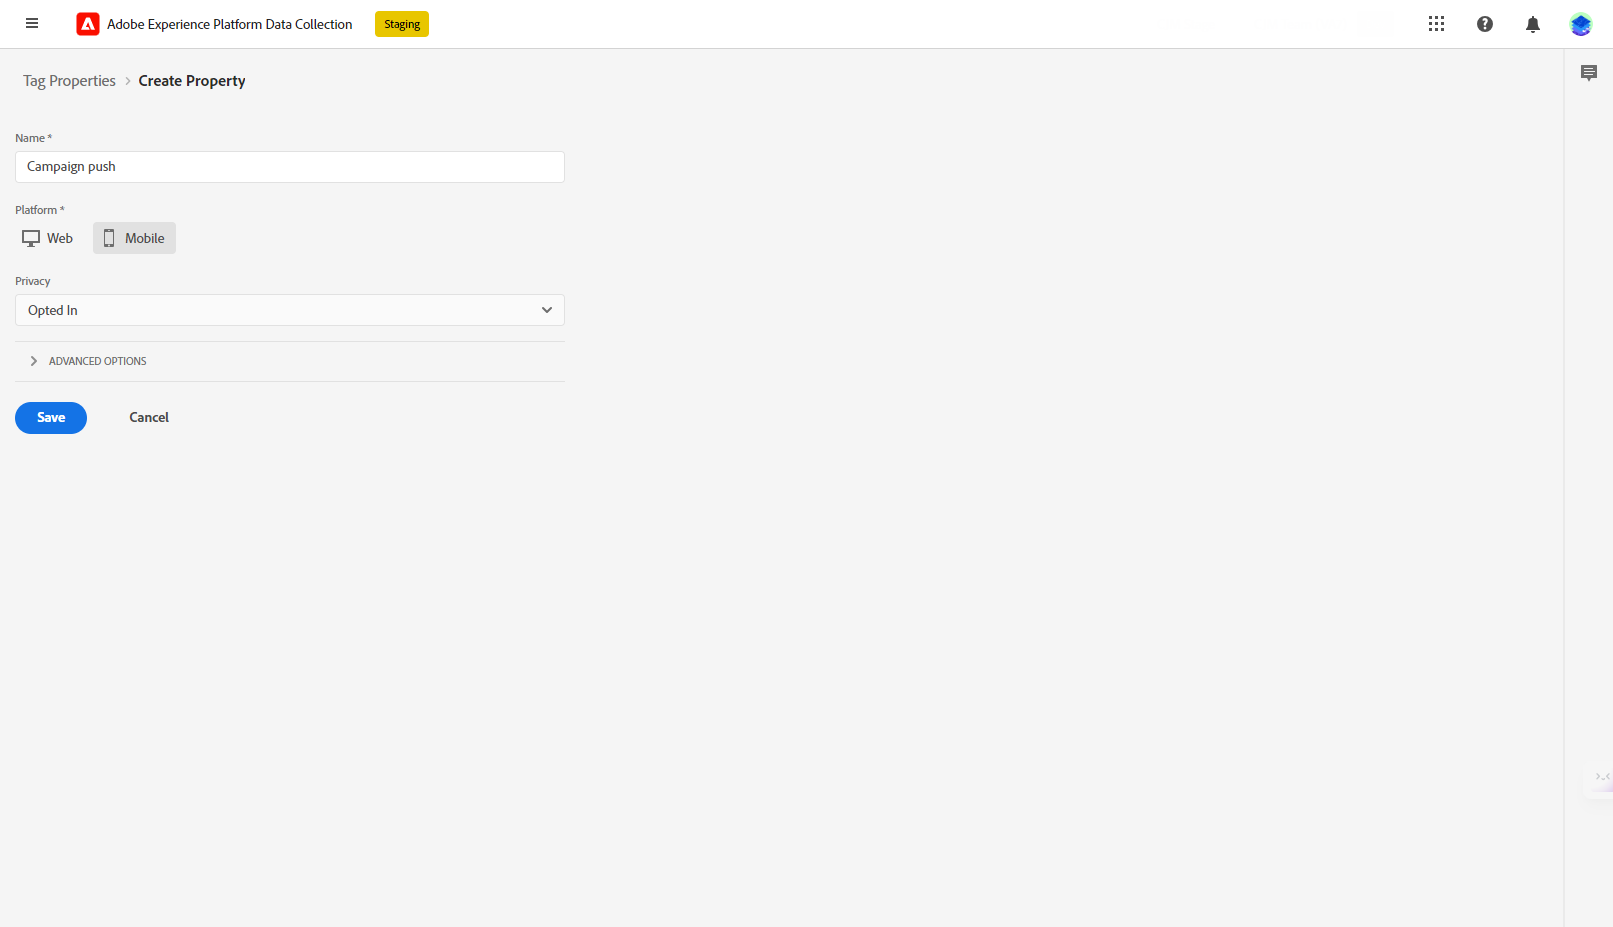 Adobe Experience Platform Data Collection
Staging
Tag Properties > Create Property
Name *
Campaign push
Platform *
Web
Mobile
Privacy
Opted In
ADVANCED OPTIONS
Save
Cancel